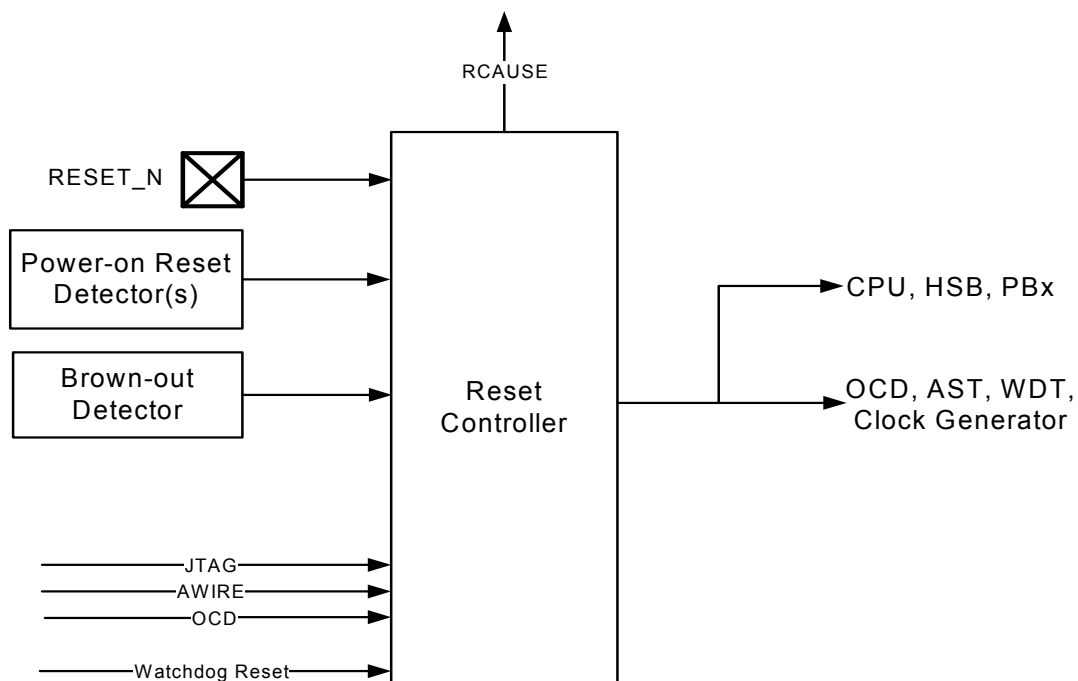 RCAUSE
RESET_N
Power-on Reset
Detector(s)
Brown-out
Detector
Reset
Controller
CPU, HSB, PBx
OCD, AST, WDT,
Clock Generator
JTAG
AWIRE
OCD
Watchdog Reset